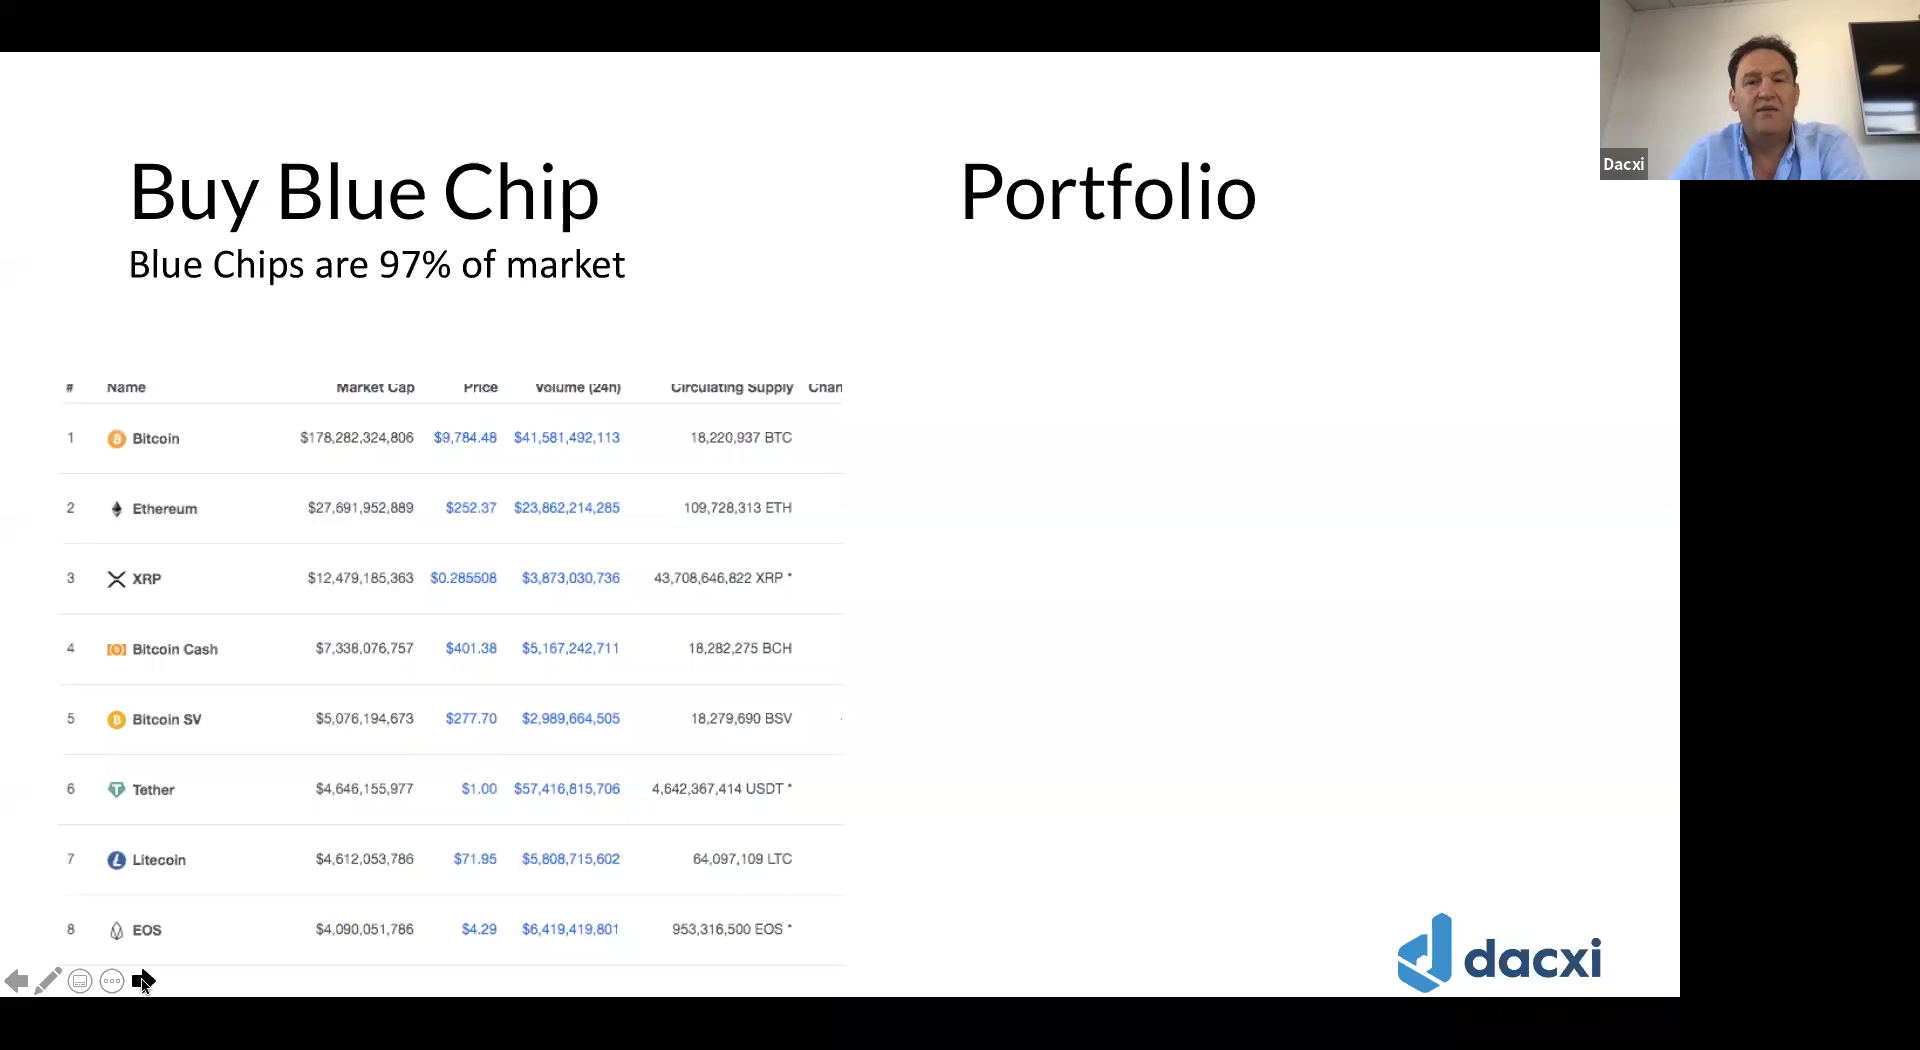 Dacxi
Buy Blue Chip
Portfolio
Blue Chips are 97% of market
# Name Market Cap Price Volume (24h) Circulating Supply Chan
1 Bitcoin $178,282,324,806 $9,784.48 $41,581,492,113 18,220,937 BTC
2 Ethereum $27,691,952,889 $252.37 $23,862,214,285 109,728,313 ETH
3 XRP $12,479,185,363 $0.285508 $3,873,030,736 43,708,646,822 XRP *
4 Bitcoin Cash $7,338,076,757 $401.38 $5,167,242,711 18,282,275 BCH
5 Bitcoin SV $5,076,194,673 $277.70 $2,989,664,505 18,279,690 BSV
6 Tether $4,646,155,977 $1.00 $57,416,815,706 4,642,367,414 USDT *
7 Litecoin $4,612,053,786 $71.95 $5,808,715,602 64,097,109 LTC
8 EOS $4,090,051,786 $4.29 $6,419,419,801 953,316,500 EOS *
dacxi